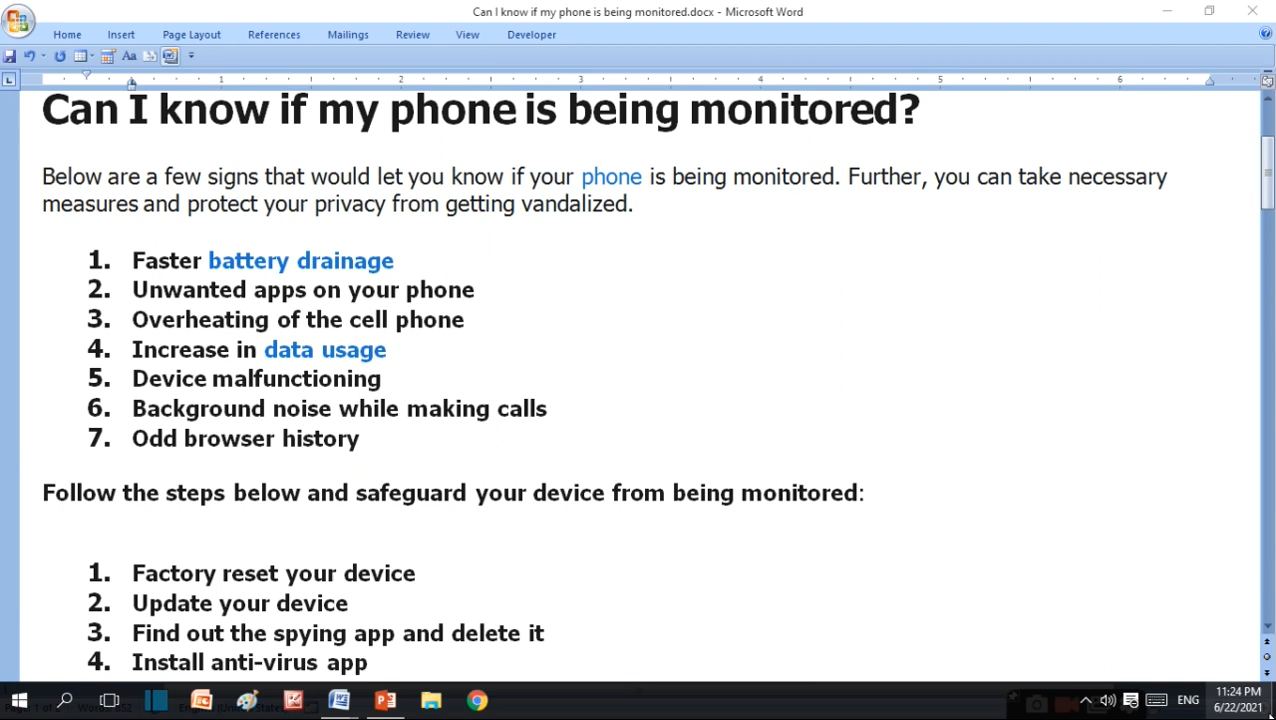 Can I know if my phone is being monitored.docx - Microsoft Word
Home Insert Page Layout References Mailings Review View Developer
1 2 3 4 5 6
Can I know if my phone is being monitored?
Below are a few signs that would let you know if your phone is being monitored. Further, you can take necessary
measures and protect your privacy from getting vandalized.
1. Faster battery drainage
2. Unwanted apps on your phone
3. Overheating of the cell phone
4. Increase in data usage
5. Device malfunctioning
6. Background noise while making calls
7. Odd browser history
Follow the steps below and safeguard your device from being monitored:
1. Factory reset your device
2. Update your device
3. Find out the spying app and delete it
4. Install anti-virus app
ENG
11:24 PM
6/22/2021